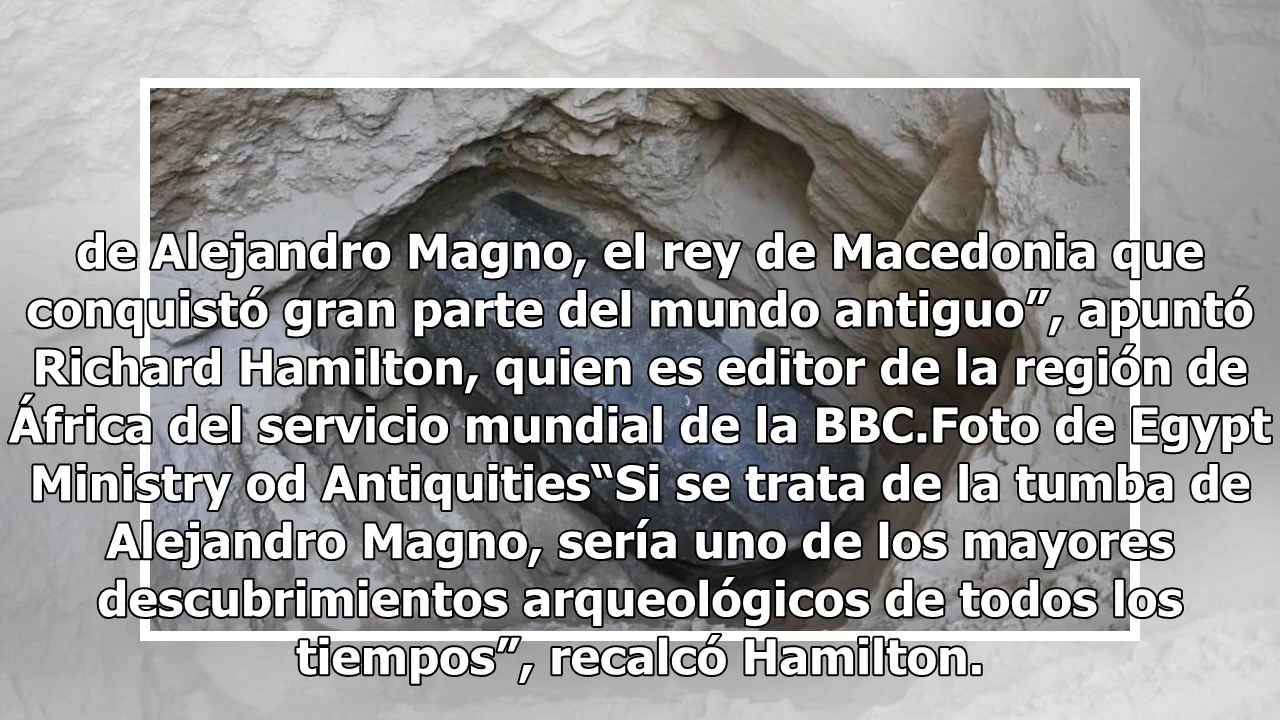 de Alejandro Magno, el rey de Macedonia que
conquistó gran parte del mundo antiguo”, apuntó
Richard Hamilton, quien es editor de la región de
África del servicio mundial de la BBC.Foto de Egypt
Ministry od Antiquities“Si se trata de la tumba de
Alejandro Magno, sería uno de los mayores
descubrimientos arqueológicos de todos los
tiempos”, recalcó Hamilton.